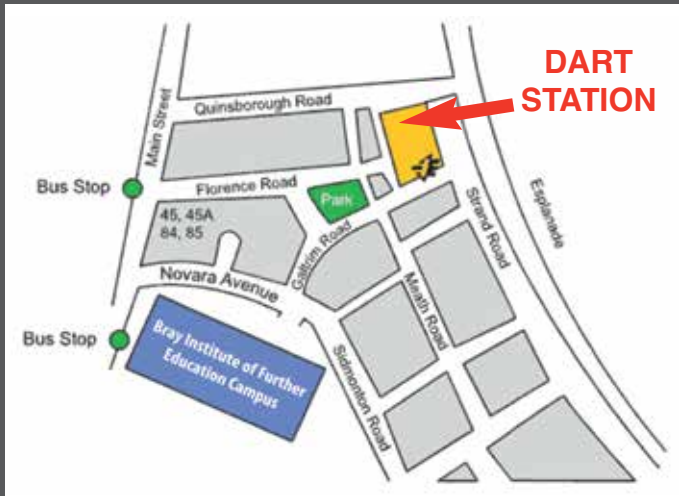 DART
STATION
Quinsborough Road
Main Street
Bus Stop
Florence Road
Park
45, 45A
84, 85
Galtrim Road
Strand Road
Esplanade
Novara Avenue
Meath Road
Bus Stop
Bray Institute of Further
Education Campus
Sidmonton Road